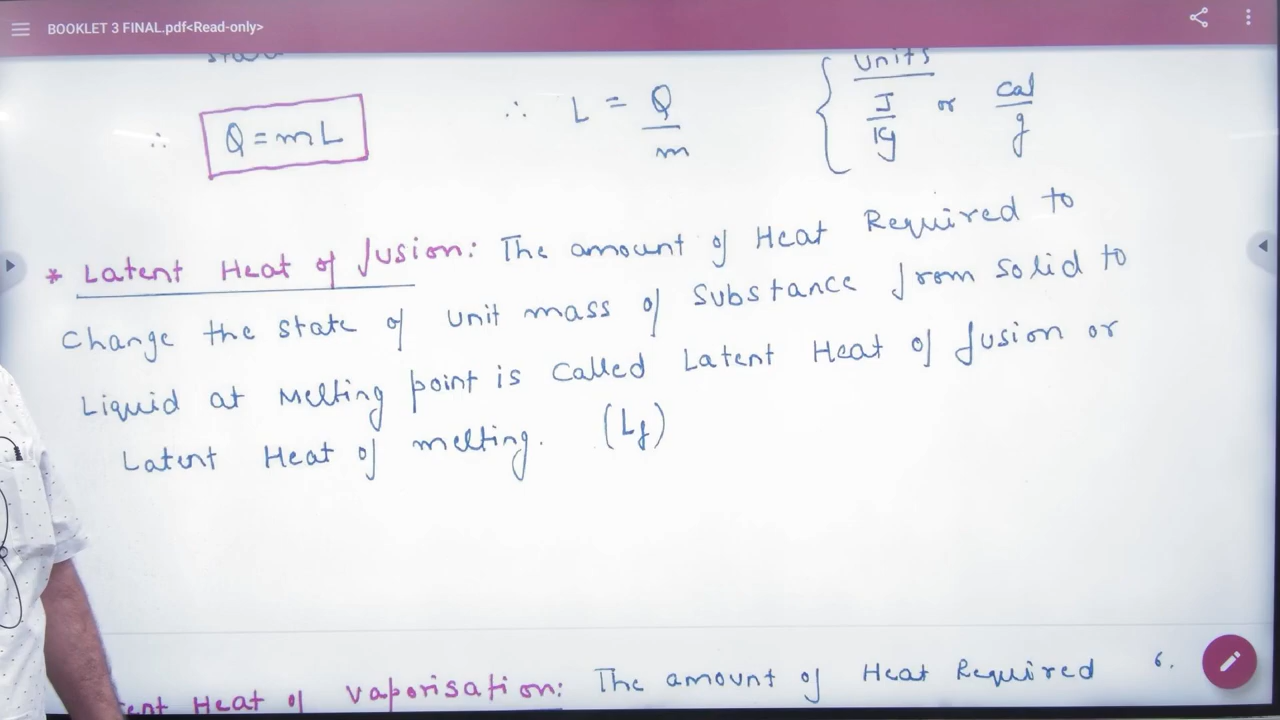 BOOKLET 3 FINAL.pdf<Read-only>
Units
∴ Q = mL ∴ L = Q/m { J/Kg or cal/g
* Latent Heat of fusion: The amount of Heat Required to
change the state of unit mass of substance from solid to
Liquid at melting point is called Latent Heat of fusion or
Latent Heat of melting. (Lf)
Heat of vaporisation: The amount of Heat Required
6.